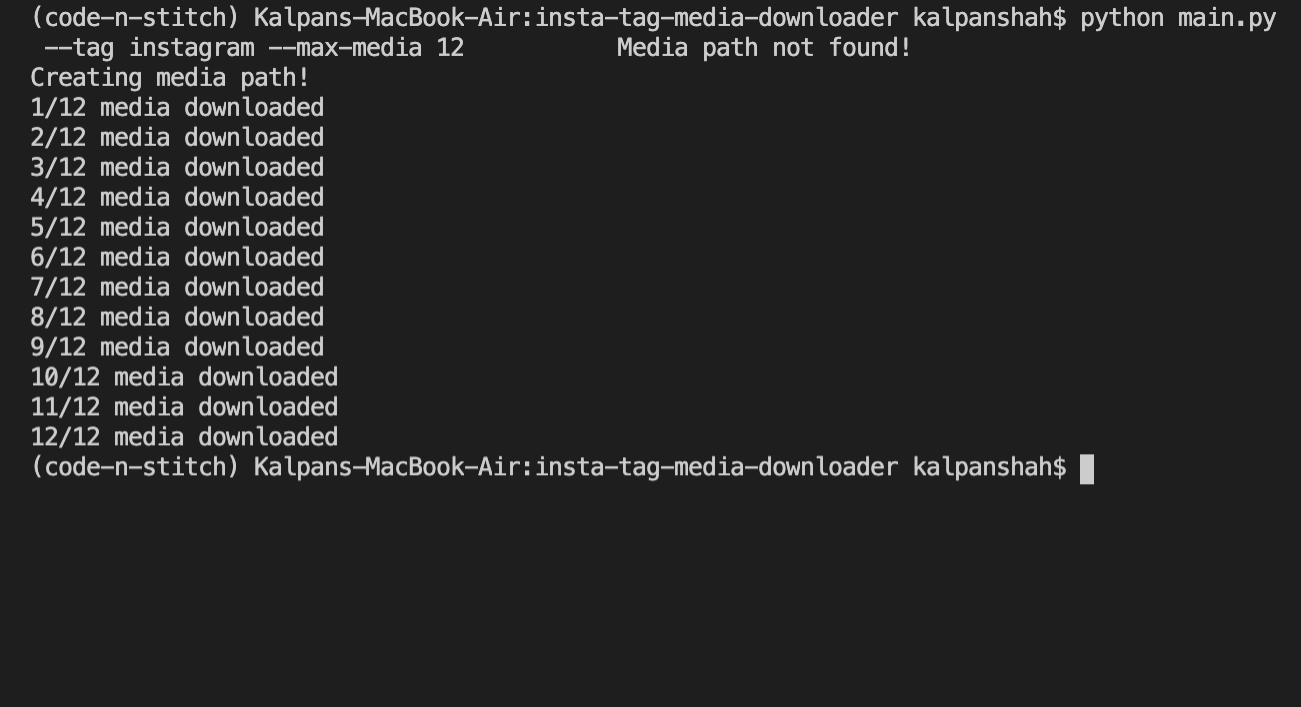 (code-n-stitch) Kalpans-MacBook-Air:insta-tag-media-downloader kalpanshah$ python main.py
--tag instagram --max-media 12 Media path not found!
Creating media path!
1/12 media downloaded
2/12 media downloaded
3/12 media downloaded
4/12 media downloaded
5/12 media downloaded
6/12 media downloaded
7/12 media downloaded
8/12 media downloaded
9/12 media downloaded
10/12 media downloaded
11/12 media downloaded
12/12 media downloaded
(code-n-stitch) Kalpans-MacBook-Air:insta-tag-media-downloader kalpanshah$